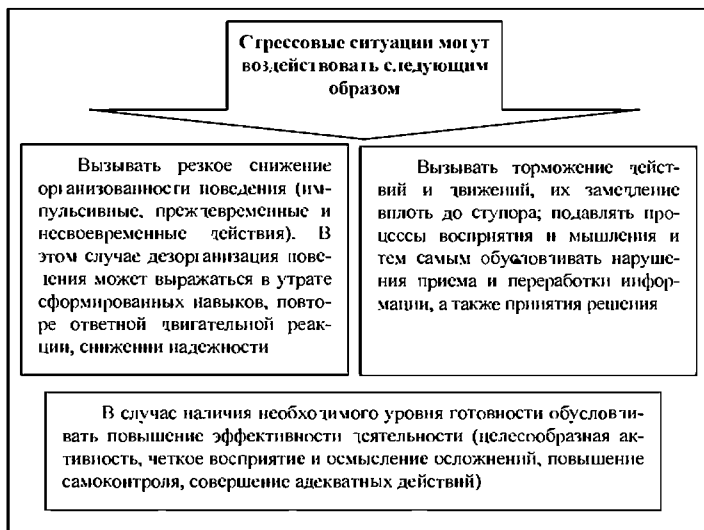 Стрессовые ситуации могут
воздействовать следующим
образом
Вызывать резкое снижение
организованности поведения (им-
пульсивные, преждевременные и
несвоевременные действия). В
этом случае дезорганизация пове-
дения может выражаться в утрате
сформированных навыков, повто-
ре ответной двигательной реак-
ции, снижении надежности
Вызывать торможение дейст-
вий и движений, их замедление
вплоть до ступора; подавлять про-
цессы восприятия и мышления и
тем самым обусловливать наруше-
ния приема и переработки инфор-
мации, а также принятия решения
В случае наличия необходимого уровня готовности обусловли-
вать повышение эффективности деятельности (целесообразная ак-
тивность, четкое восприятие и осмысление осложнений, повышение
самоконтроля, совершение адекватных действий)